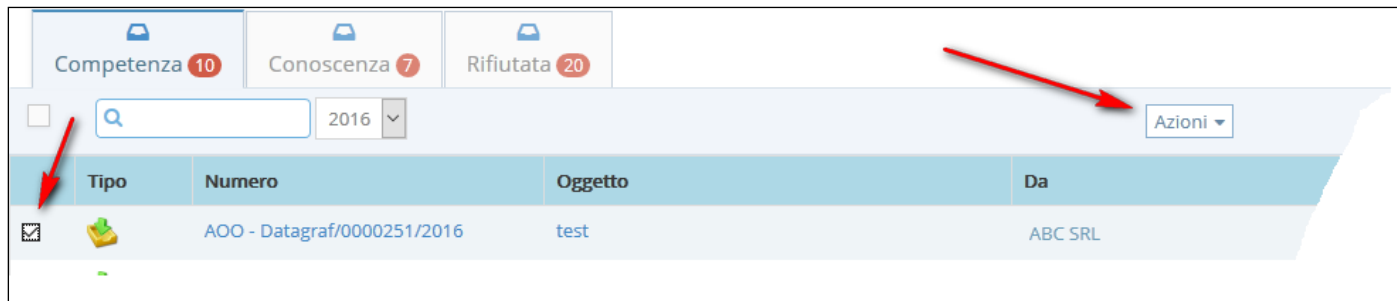 Competenza 10 Conoscenza 7 Rifiutata 20
2016 Azioni
Tipo Numero Oggetto Da
AOO - Datagraf/0000251/2016 test ABC SRL